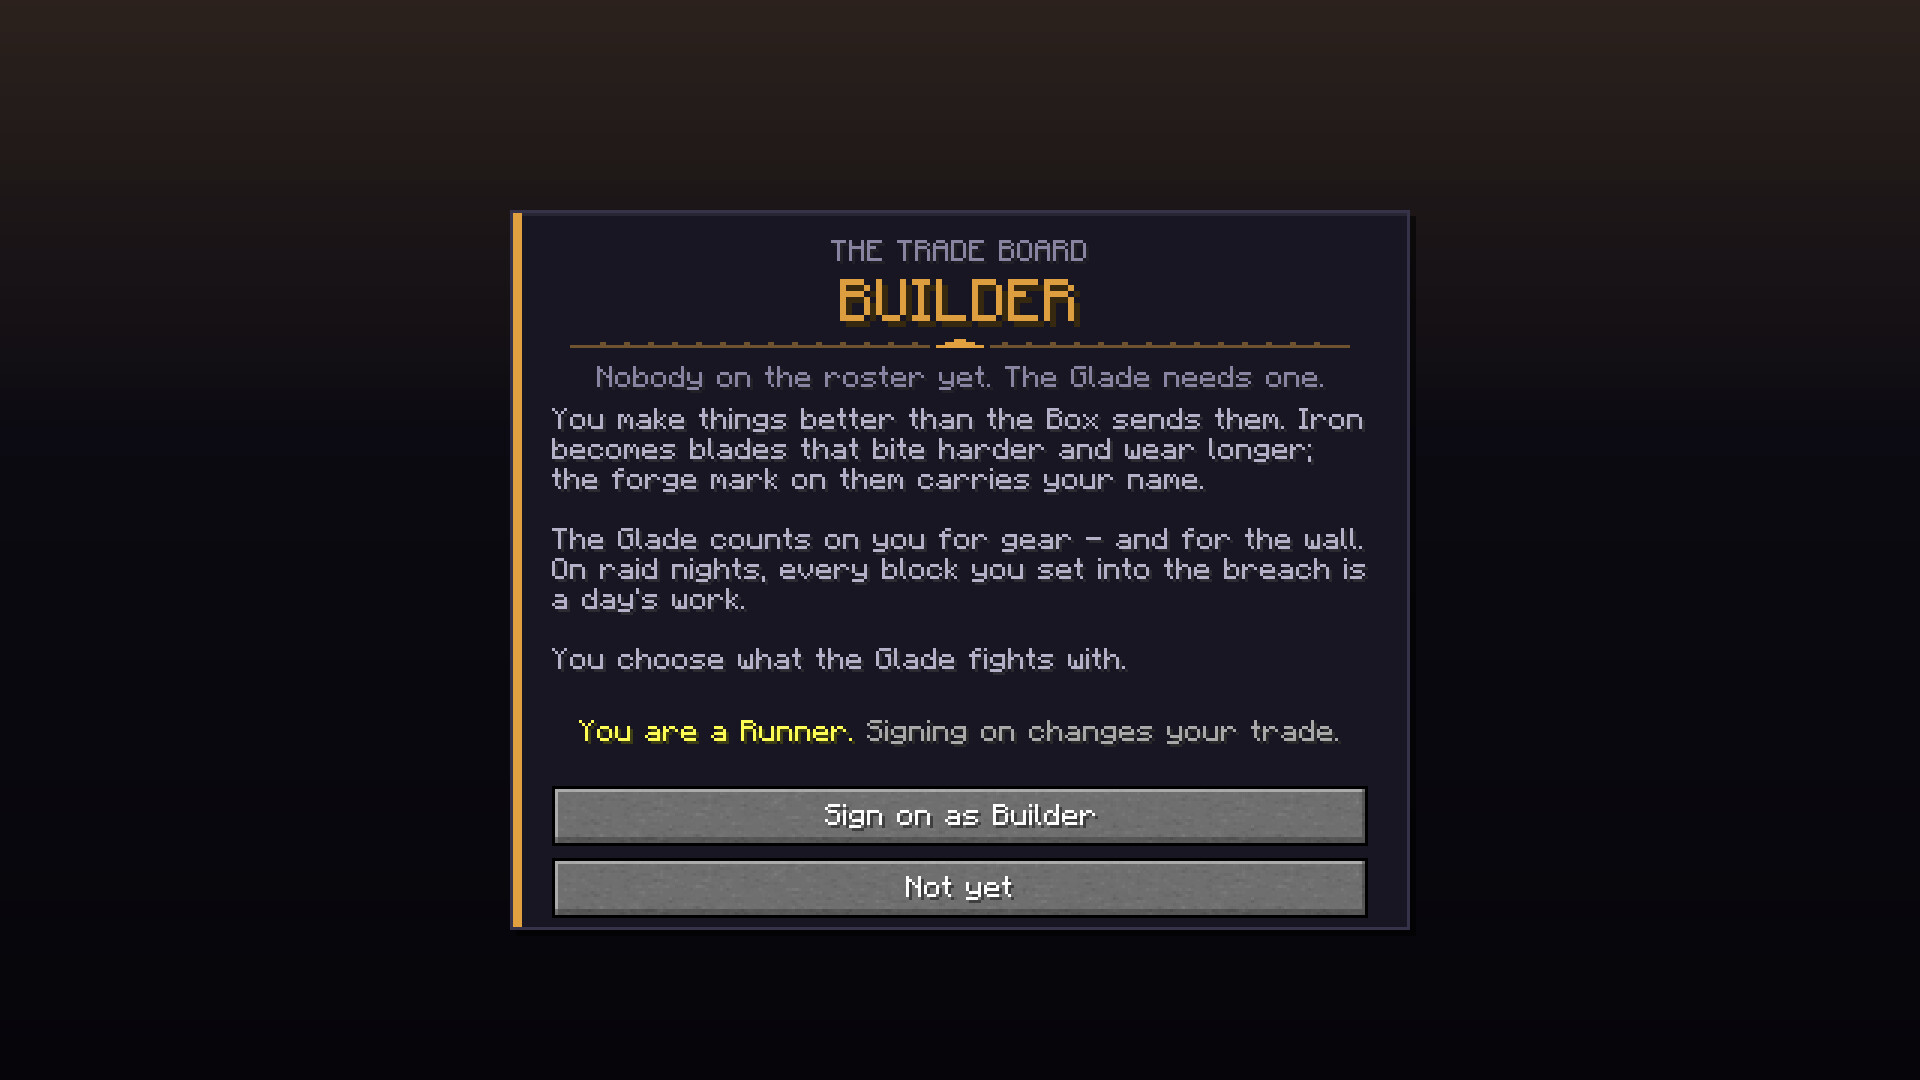 THE TRADE BOARD
BUILDER
Nobody on the roster yet. The Glade needs one.
You make things better than the Box sends them. Iron
becomes blades that bite harder and wear longer;
the forge mark on them carries your name.
The Glade counts on you for gear – and for the wall.
On raid nights, every block you set into the breach is
a day's work.
You choose what the Glade fights with.
You are a Runner. Signing on changes your trade.
Sign on as Builder
Not yet